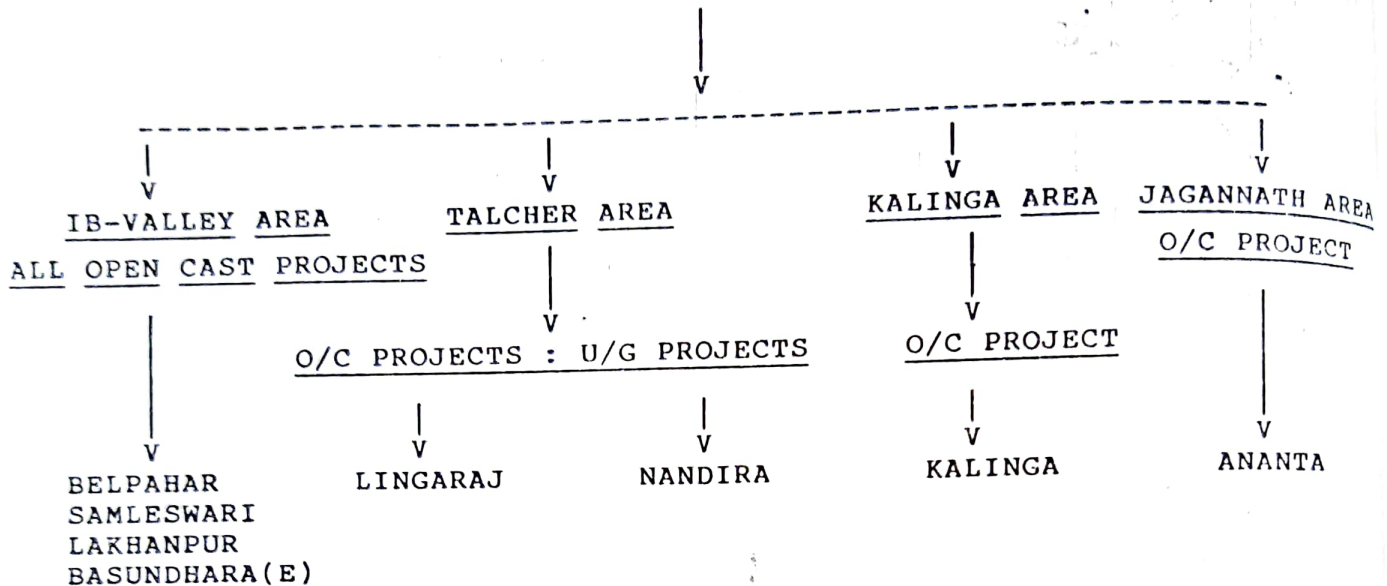 IB-VALLEY AREA
ALL OPEN CAST PROJECTS
TALCHER AREA
KALINGA AREA
JAGANNATH AREA
O/C PROJECT
O/C PROJECTS : U/G PROJECTS
O/C PROJECT
BELPAHAR
SAMLESWARI
LAKHANPUR
BASUNDHARA(E)
LINGARAJ
NANDIRA
KALINGA
ANANTA